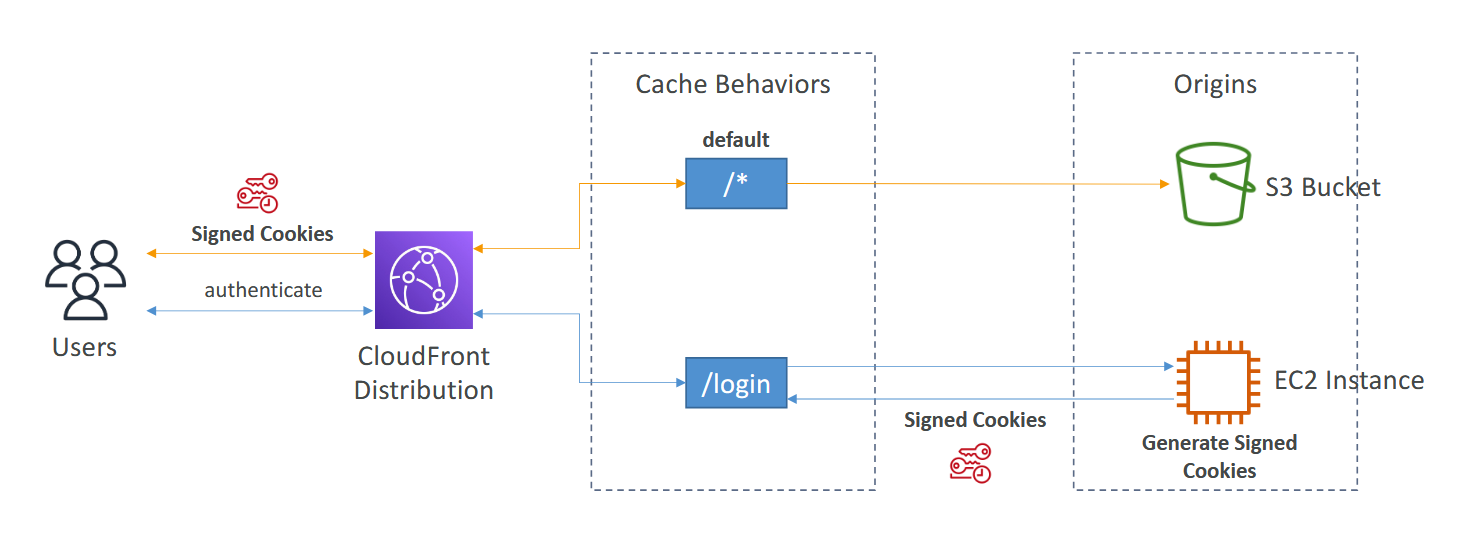 Cache Behaviors
Origins
default
/*
S3 Bucket
Signed Cookies
authenticate
Users
CloudFront
Distribution
/login
EC2 Instance
Signed Cookies
Generate Signed
Cookies